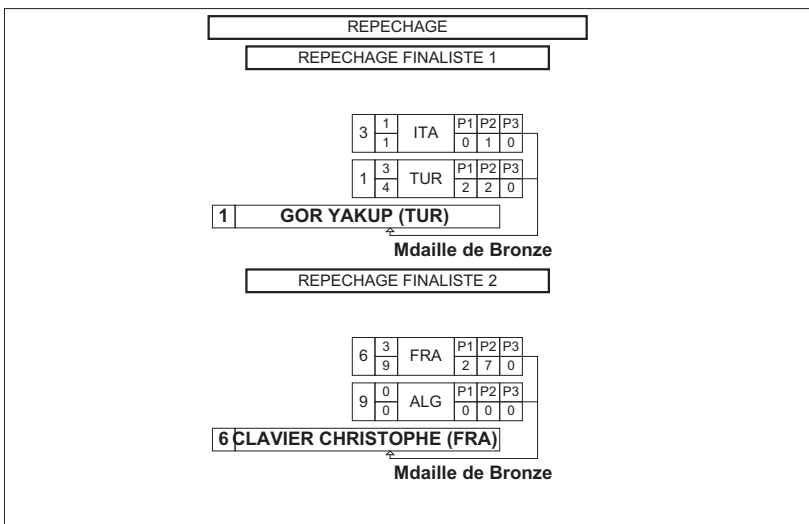 REPECHAGE
REPECHAGE FINALISTE 1
3 1 ITA P1 P2 P3
1 0 1 0
1 3 TUR P1 P2 P3
4 2 2 0
1 GOR YAKUP (TUR)
Mdaille de Bronze
REPECHAGE FINALISTE 2
6 3 FRA P1 P2 P3
9 2 7 0
9 0 ALG P1 P2 P3
0 0 0 0
6 CLAVIER CHRISTOPHE (FRA)
Mdaille de Bronze